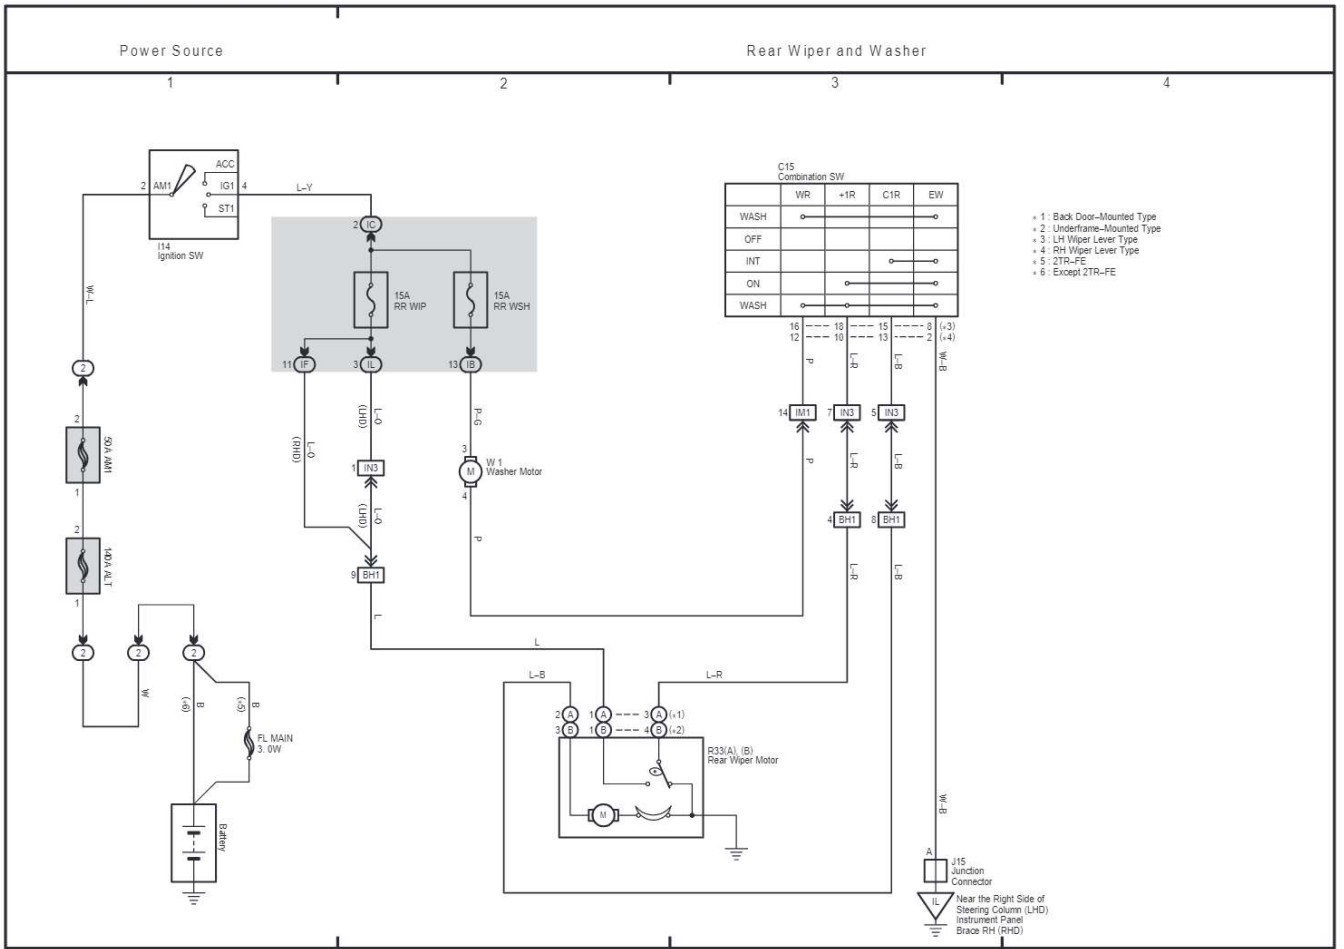 Power Source
Rear Wiper and Washer
1
2
3
4
ACC
2
AM1
IG1
4
ST1
I14
Ignition SW
L–Y
W–L
2
2
50A AM1
1
2
140A ALT
1
2
2
2
W
B
(*6)
B
(*5)
FL MAIN
3. 0W
Battery
2
IC
15A
RR WIP
15A
RR WSH
11
IF
3
IL
13
IB
L–O
(RHD)
L–O
(LHD)
1
IN3
L–O
(LHD)
9
BH1
L
P–G
3
M
W 1
Washer Motor
4
P
L
L–B
L–R
2
A
1
A
3
A
(*1)
3
B
1
B
4
B
(*2)
R33(A), (B)
Rear Wiper Motor
M
C15
Combination SW
WR
+1R
C1R
EW
WASH
OFF
INT
ON
WASH
16
18
15
8
(*3)
12
10
13
2
(*4)
P
L–R
L–B
W–B
14
IM1
7
IN3
5
IN3
P
L–R
L–B
4
BH1
8
BH1
L–R
L–B
W–B
A
J15
Junction
Connector
IL
Near the Right Side of
Steering Column (LHD)
Instrument Panel
Brace RH (RHD)
* 1 : Back Door–Mounted Type
* 2 : Underframe–Mounted Type
* 3 : LH Wiper Lever Type
* 4 : RH Wiper Lever Type
* 5 : 2TR–FE
* 6 : Except 2TR–FE